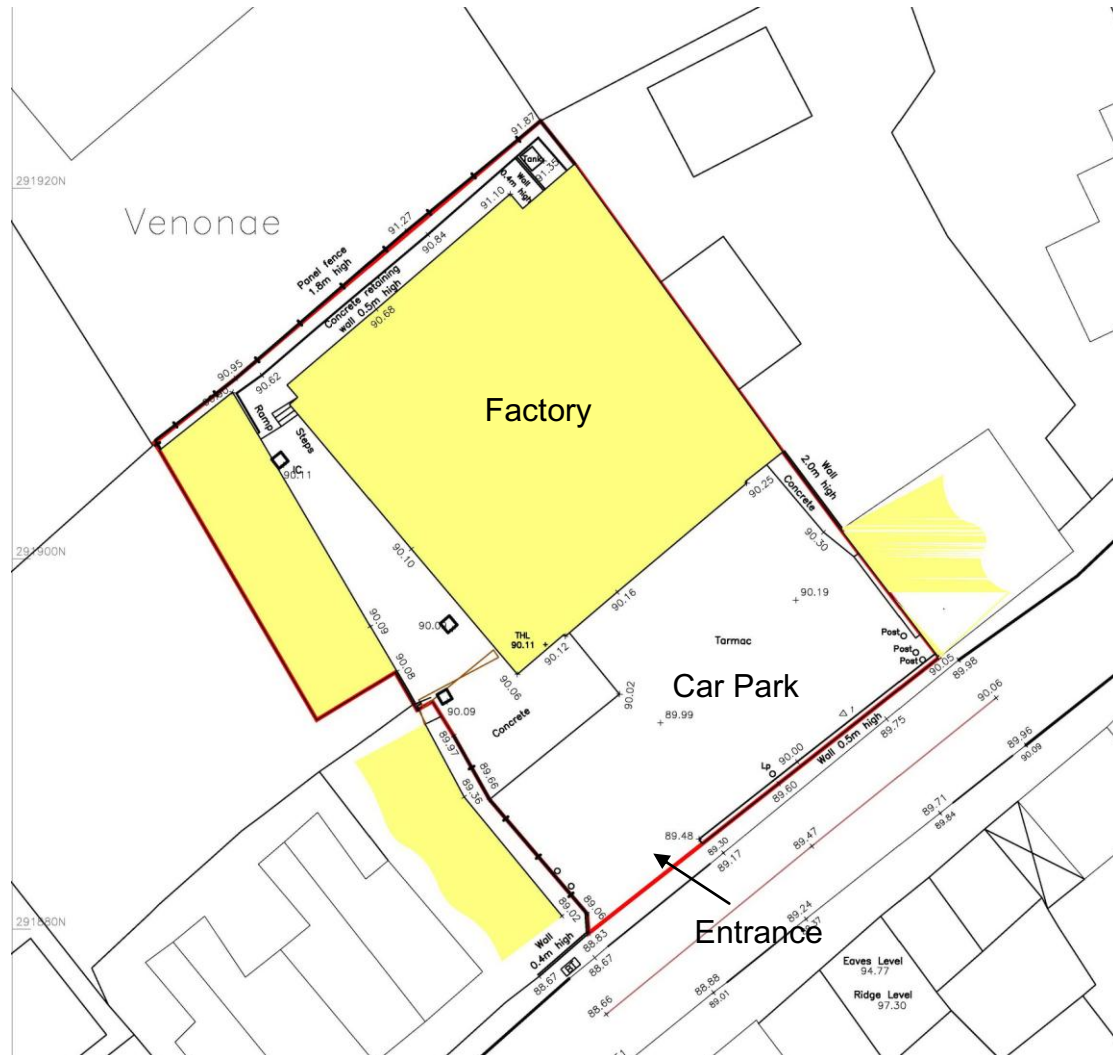 91.87
Tank
91.35
Wall
0.4m high
91.10
291920N
Venonae
91.27
90.84
Panel fence
1.8m high
Concrete retaining
wall 0.5m high
90.68
90.95
90.62
Ramp
Steps
IC
90.11
Factory
Wall
2.0m high
90.25
Concrete
90.30
291900N
90.10
90.16
90.19
90.09
THL
90.11
90.12
Tarmac
Post
Post
Post
90.05
89.98
90.08
90.06
90.02
Car Park
90.06
90.09
Concrete
89.99
89.97
89.75
Wall 0.5m high
90.00
89.96
90.09
89.66
89.36
Lp
89.60
89.71
89.84
89.48
89.30
89.17
89.47
Entrance
89.24
291880N
89.02
89.06
Wall
0.4m high
88.83
88.67
BT
88.67
88.88
89.01
88.66
Eaves Level
94.77
Ridge Level
97.30